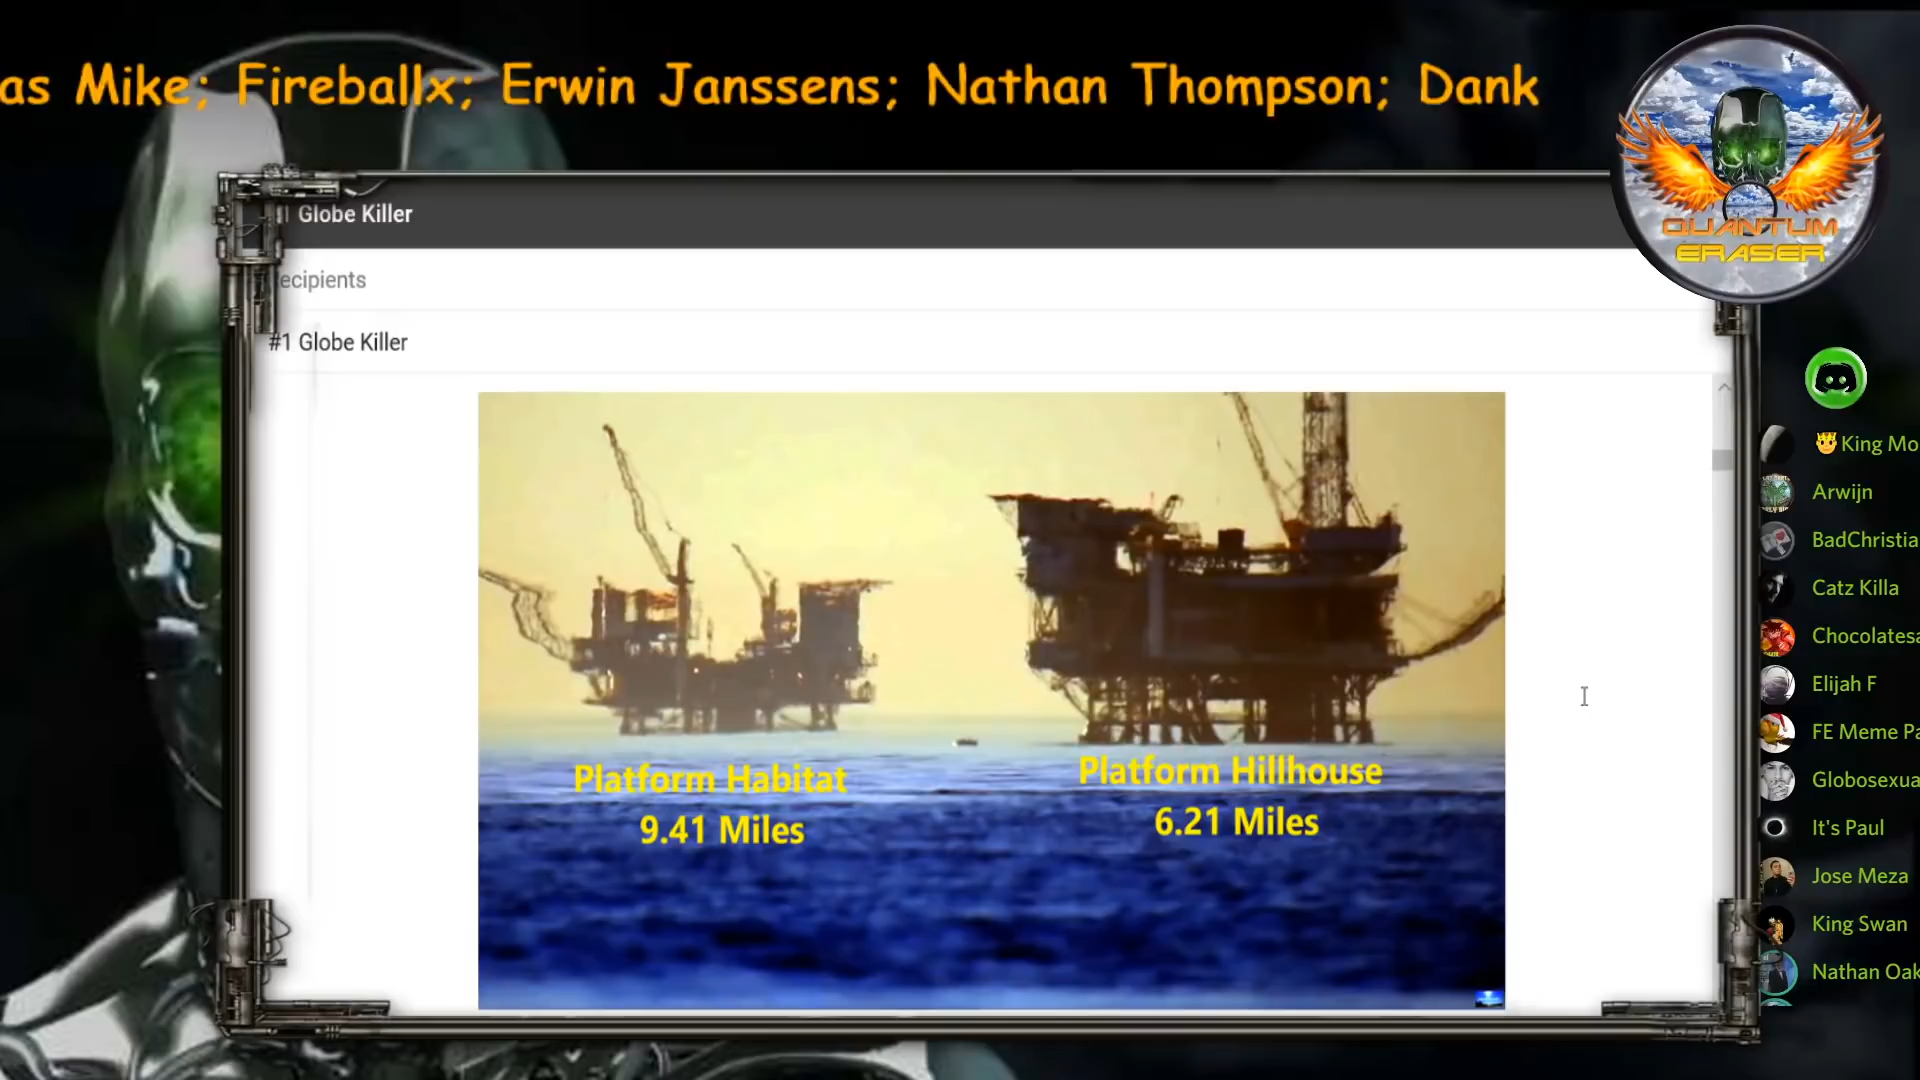 as Mike; Fireballx; Erwin Janssens; Nathan Thompson; Dank
QUANTUM
ERASER
1 Globe Killer
ecipients
#1 Globe Killer
Platform Habitat
9.41 Miles
Platform Hillhouse
6.21 Miles
King Mo
Arwijn
BadChristia
Catz Killa
Chocolatesa
Elijah F
FE Meme Pa
Globosexua
It's Paul
Jose Meza
King Swan
Nathan Oak